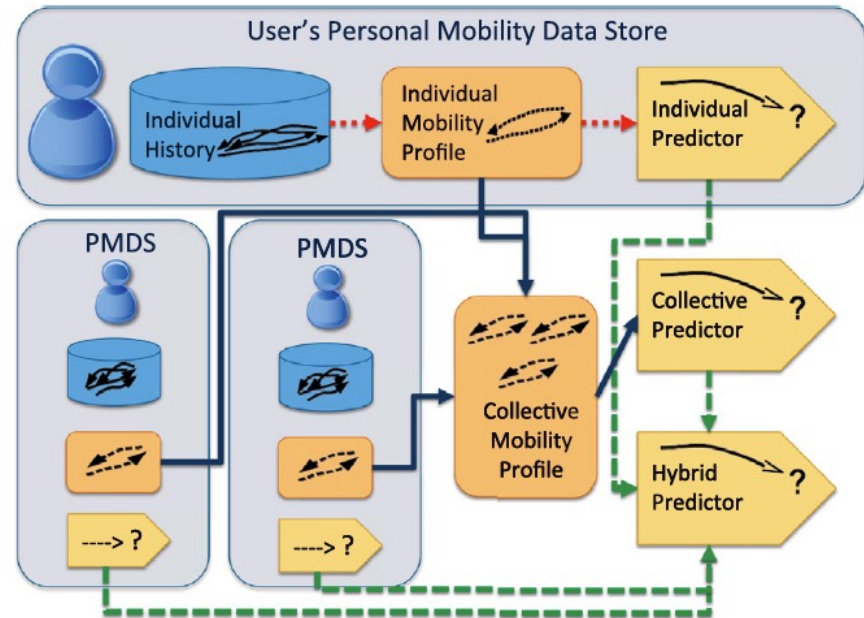 User's Personal Mobility Data Store
Individual
History
Individual
Mobility
Profile
Individual
Predictor
?
PMDS
PMDS
Collective
Predictor
?
Collective
Mobility
Profile
Hybrid
Predictor
?
----> ?
----> ?